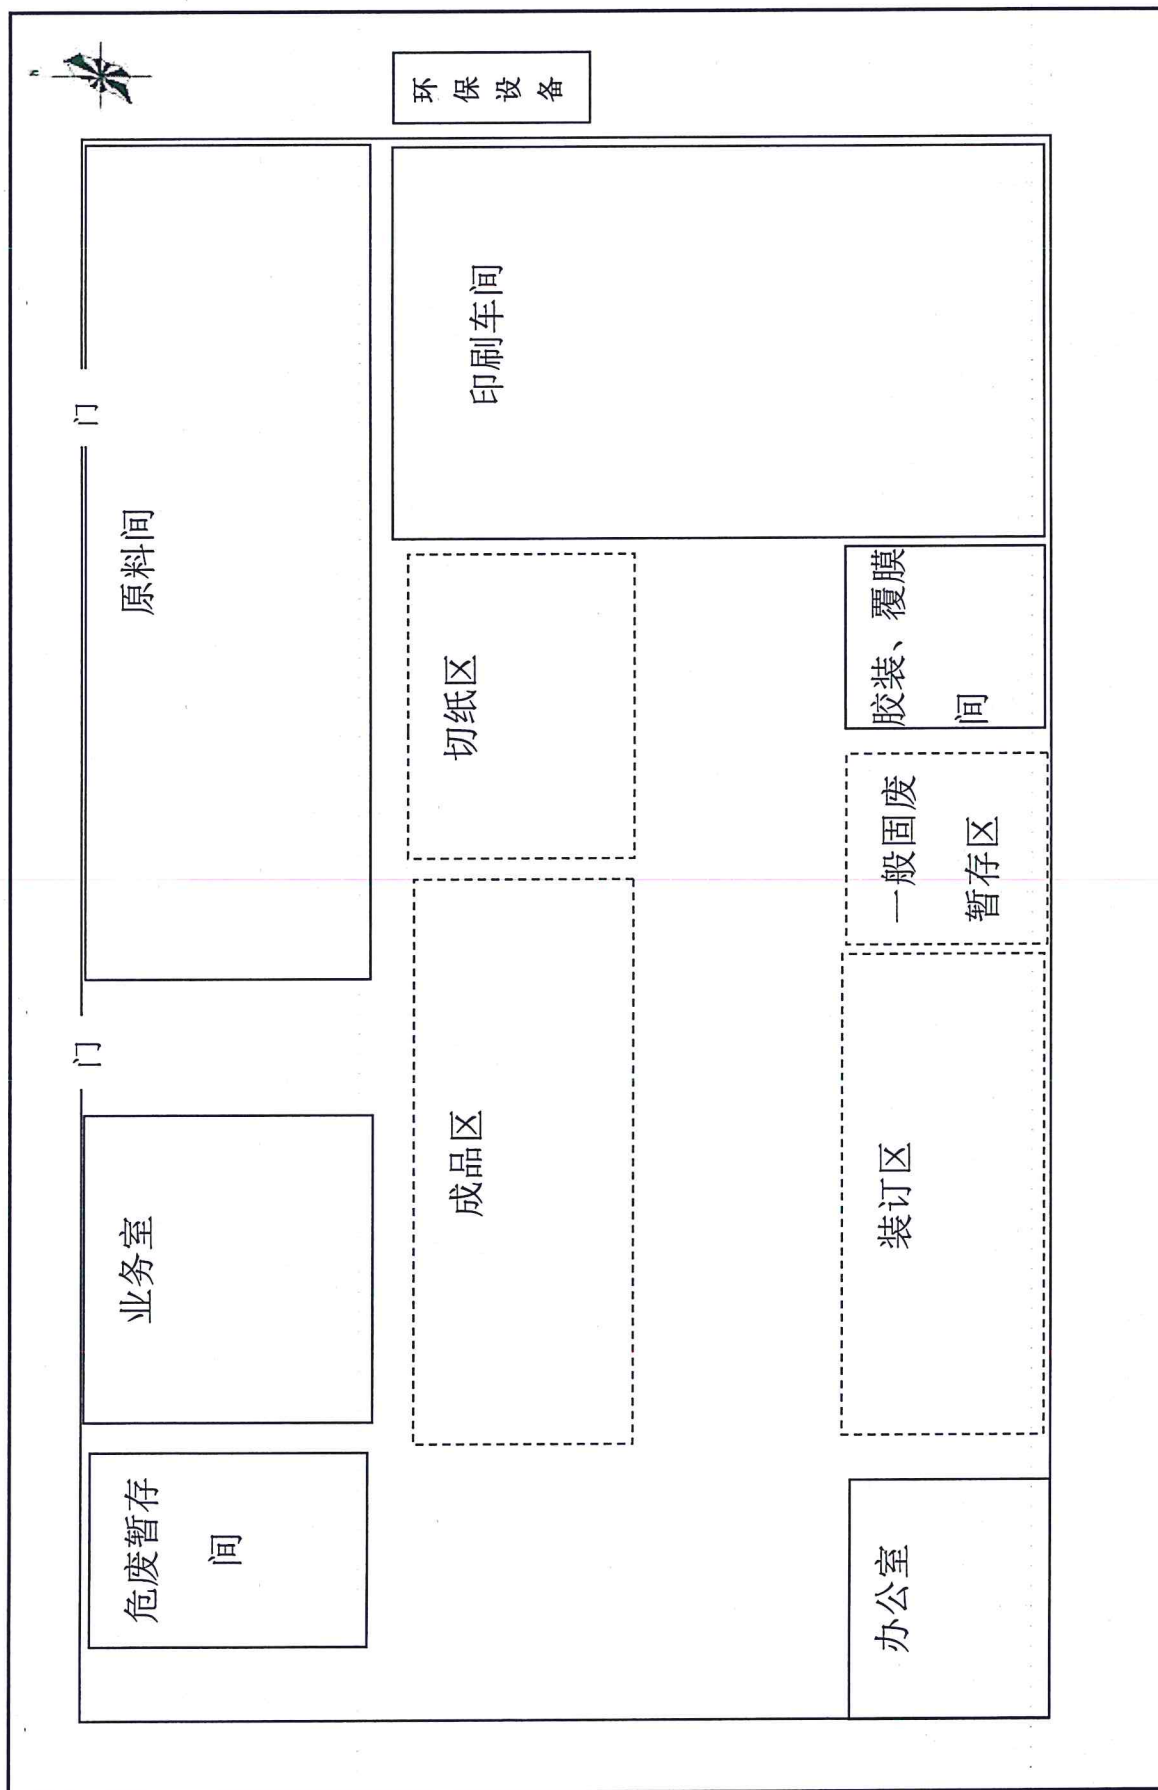 N
门
门
危废暂存
间
业务室
原料间
成品区
切纸区
印刷车间
环保设备
办公室
装订区
一般固废
暂存区
胶装、覆膜
间